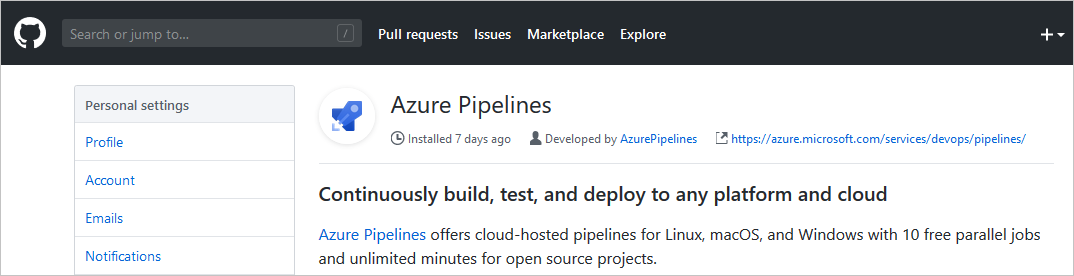 Search or jump to... /
Pull requests Issues Marketplace Explore
Personal settings
Profile
Account
Emails
Notifications
Azure Pipelines
Installed 7 days ago Developed by AzurePipelines https://azure.microsoft.com/services/devops/pipelines/
Continuously build, test, and deploy to any platform and cloud
Azure Pipelines offers cloud-hosted pipelines for Linux, macOS, and Windows with 10 free parallel jobs
and unlimited minutes for open source projects.